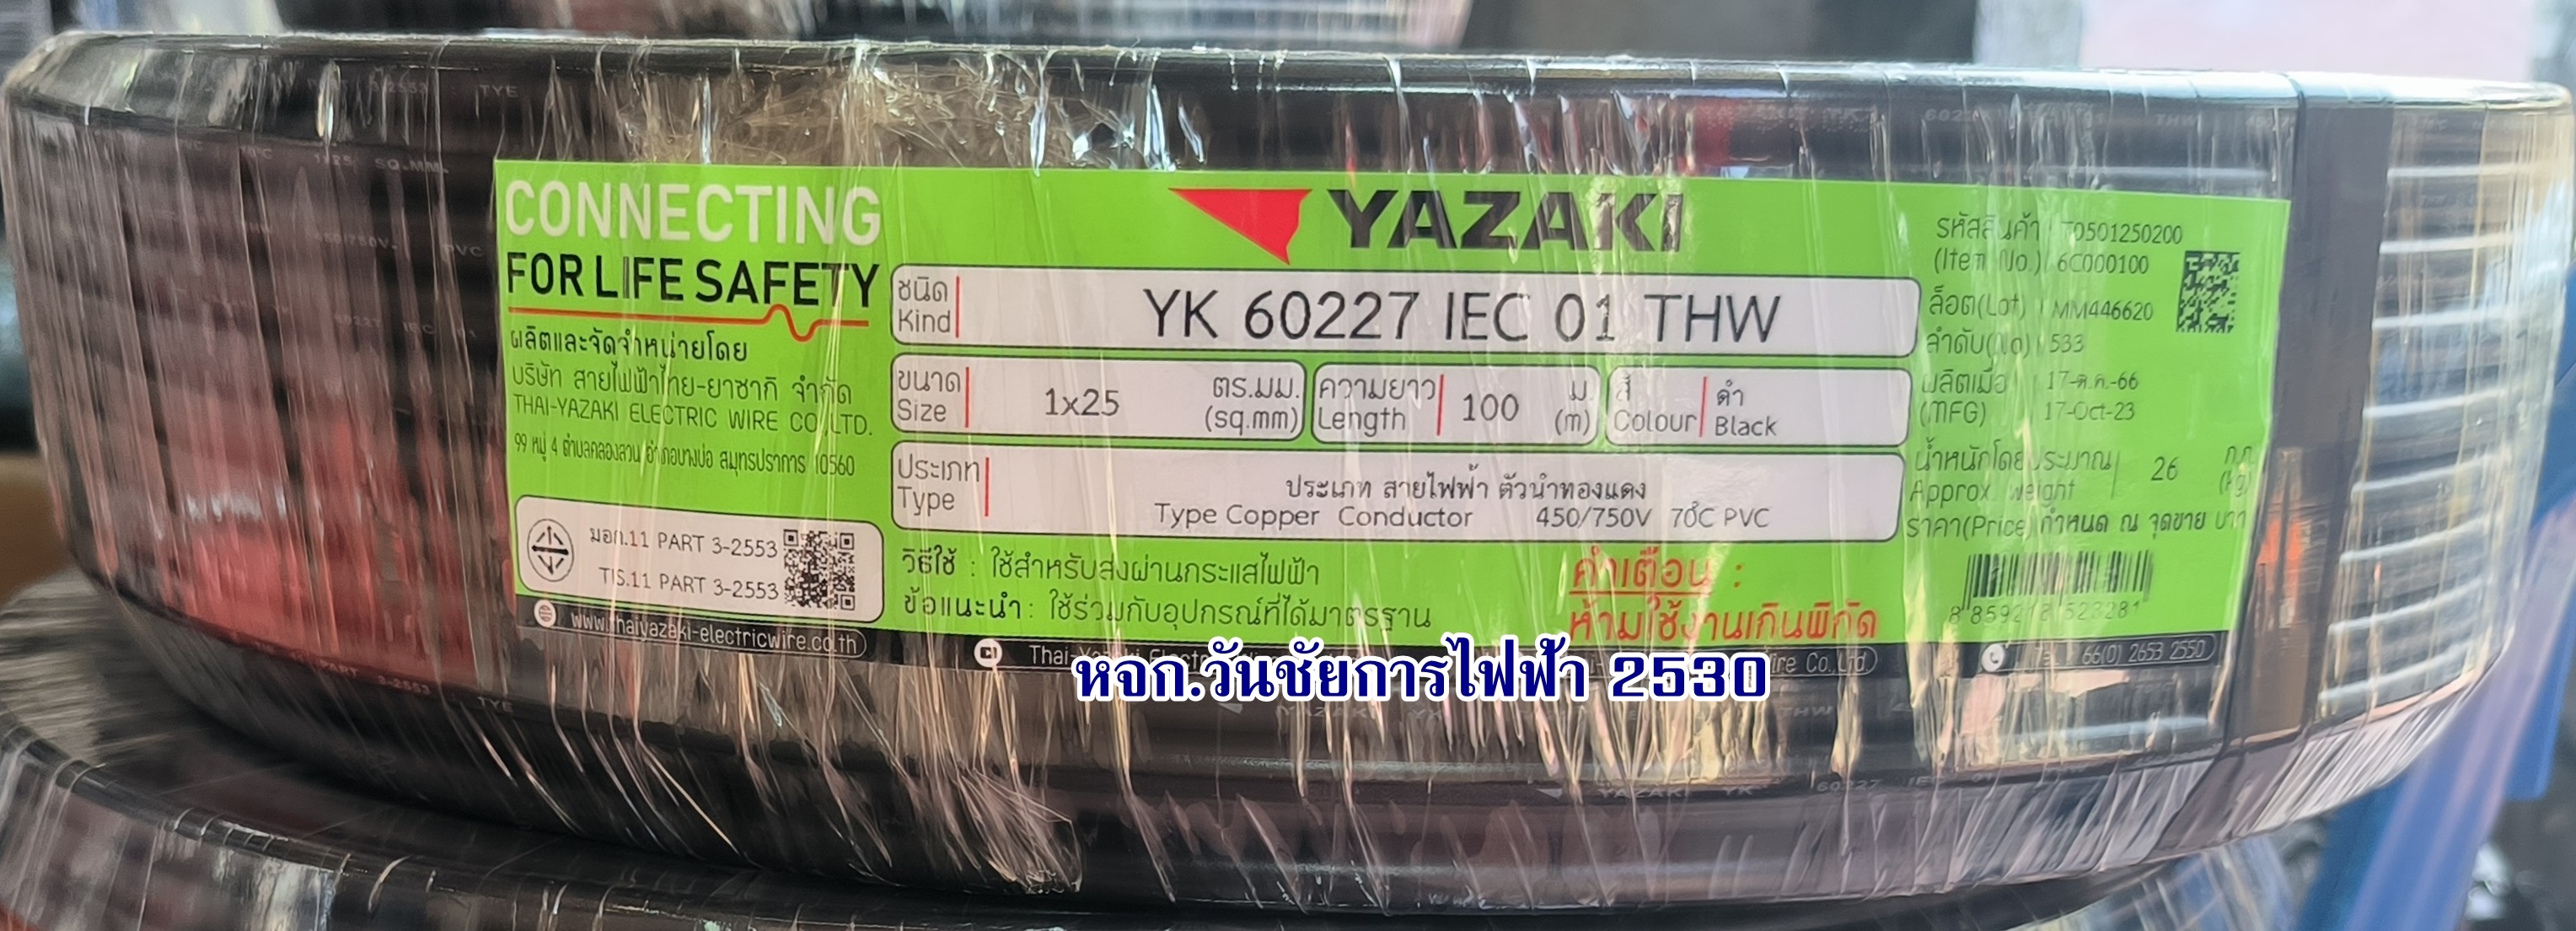 CONNECTING
FOR LIFE SAFETY
ผลิตและจัดจำหน่ายโดย
บริษัท สายไฟฟ้าไทย-ยาซากิ จำกัด
THAI-YAZAKI ELECTRIC WIRE CO.,LTD.
99 หมู่ 4 ตำบลคลองสวน อำเภอบางบ่อ สมุทรปราการ 10560
มอก.11 PART 3-2553
TIS.11 PART 3-2553
www.thaiyazaki-electricwire.co.th
YAZAKI
ชนิด
Kind
YK 60227 IEC 01 THW
ขนาด
Size
1x25
ตร.มม.
(sq.mm)
ความยาว
Length
100
ม.
(m)
สี
Colour
ดำ
Black
ประเภท
Type
ประเภท สายไฟฟ้า ตัวนำทองแดง
Type Copper Conductor 450/750V 70°C PVC
วิธีใช้ : ใช้สำหรับส่งผ่านกระแสไฟฟ้า
ข้อแนะนำ : ใช้ร่วมกับอุปกรณ์ที่ได้มาตรฐาน
คำเตือน :
ห้ามใช้งานเกินพิกัด
รหัสสินค้า T0501250200
(Item No.) 6C000100
ล็อต(Lot) MM446620
ลำดับ(No) 533
ผลิตเมื่อ 17-ต.ค.-66
(MFG) 17-Oct-23
น้ำหนักโดยประมาณ 26 ก.ก.
Approx. Weight (kg)
ราคา(Price) กำหนด ณ จุดขาย บาท
66(0) 2653 2550
หจก.วันชัยการไฟฟ้า 2530